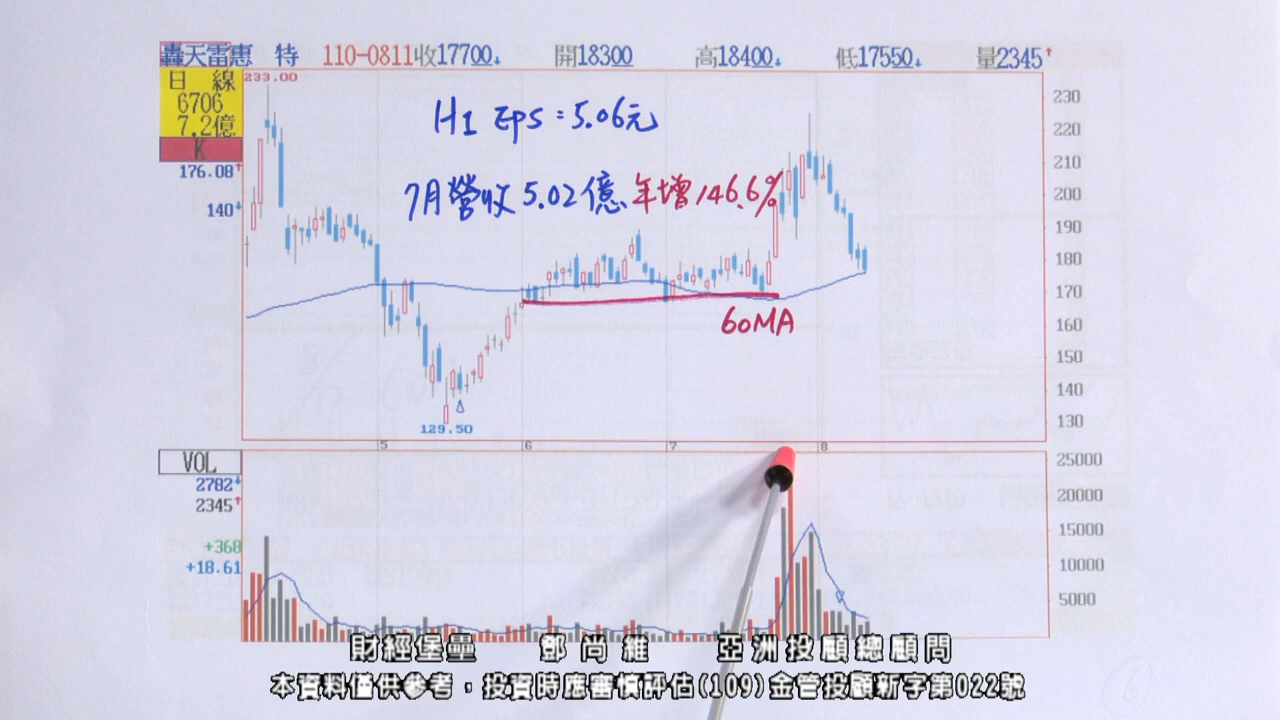 轟天雷惠 特 110-0811收17700↓ 開18300 高18400↓ 低17550↓ 量2345↑
日 線
6706
7.2億
K
176.08↑
140↓
233.00
H1 EPS = 5.06元
7月營收 5.02億 年增146.6%
60MA
129.50
230
220
210
200
190
180
170
160
150
140
130
5 6 7 8
VOL
2782↓
2345↑
+368
+18.61
25000
20000
15000
10000
5000
財經堡壘 鄧尚維 亞洲投顧總顧問
本資料僅供參考,投資時應審慎評估(109)金管投顧新字第022號